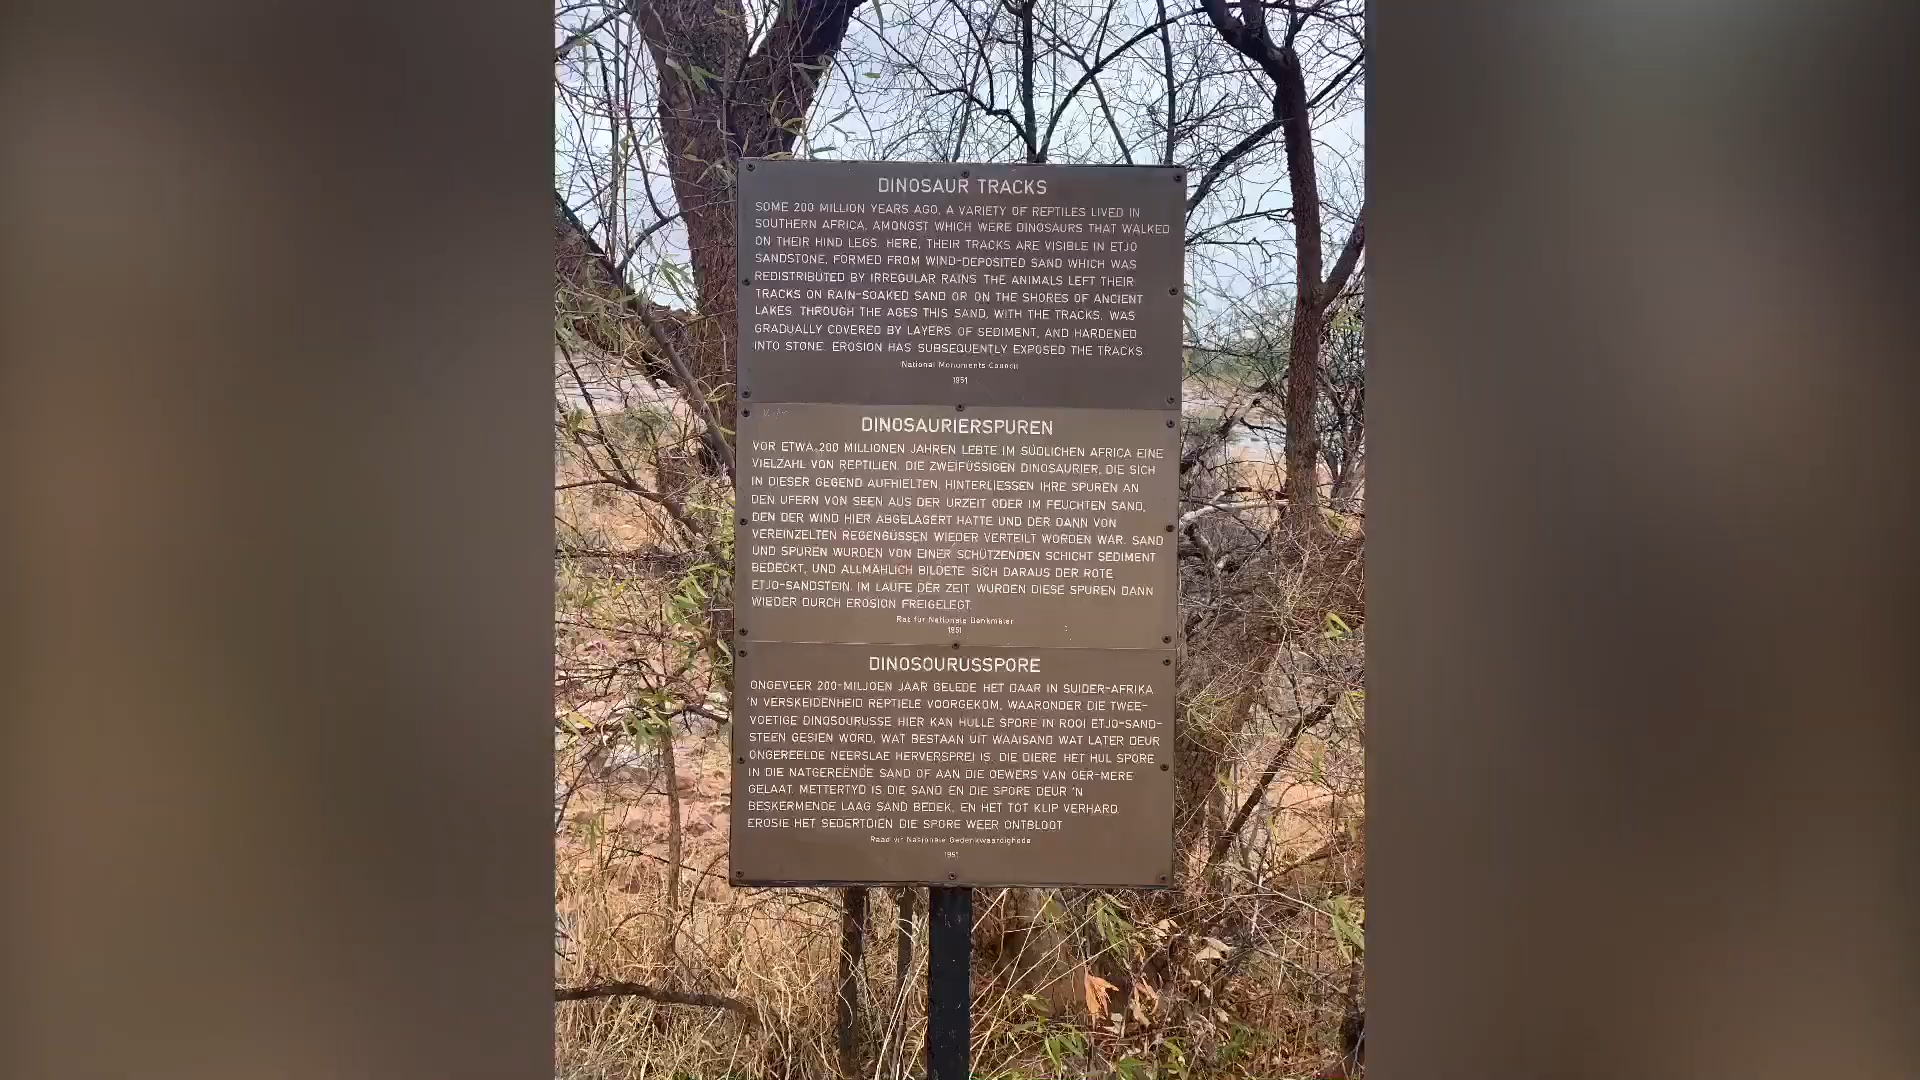 DINOSAUR TRACKS
SOME 200 MILLION YEARS AGO, A VARIETY OF REPTILES LIVED IN
SOUTHERN AFRICA, AMONGST WHICH WERE DINOSAURS THAT WALKED
ON THEIR HIND LEGS. HERE, THEIR TRACKS ARE VISIBLE IN ETJO
SANDSTONE, FORMED FROM WIND-DEPOSITED SAND WHICH WAS
REDISTRIBUTED BY IRREGULAR RAINS. THE ANIMALS LEFT THEIR
TRACKS ON RAIN-SOAKED SAND OR ON THE SHORES OF ANCIENT
LAKES. THROUGH THE AGES THIS SAND, WITH THE TRACKS, WAS
GRADUALLY COVERED BY LAYERS OF SEDIMENT, AND HARDENED
INTO STONE. EROSION HAS SUBSEQUENTLY EXPOSED THE TRACKS
National Monuments Council
1951
DINOSAURIERSPUREN
VOR ETWA 200 MILLIONEN JAHREN LEBTE IM SÜDLICHEN AFRICA EINE
VIELZAHL VON REPTILIEN. DIE ZWEIFÜSSIGEN DINOSAURIER, DIE SICH
IN DIESER GEGEND AUFHIELTEN, HINTERLIESSEN IHRE SPUREN AN
DEN UFERN VON SEEN AUS DER URZEIT ODER IM FEUCHTEN SAND,
DEN DER WIND HIER ABGELAGERT HATTE UND DER DANN VON
VEREINZELTEN REGENGÜSSEN WIEDER VERTEILT WORDEN WAR. SAND
UND SPUREN WURDEN VON EINER SCHÜTZENDEN SCHICHT SEDIMENT
BEDECKT, UND ALLMÄHLICH BILDETE SICH DARAUS DER ROTE
ETJO-SANDSTEIN. IM LAUFE DER ZEIT WURDEN DIESE SPUREN DANN
WIEDER DURCH EROSION FREIGELEGT.
Rat für Nationale Denkmäler
1951
DINOSOURUSSPORE
ONGEVEER 200-MILJOEN JAAR GELEDE HET DAAR IN SUIDER-AFRIKA
'N VERSKEIDENHEID REPTIELE VOORGEKOM, WAARONDER DIE TWEE-
VOETIGE DINOSOURUSSE HIER KAN HULLE SPORE IN ROOI ETJO-SAND-
STEEN GESIEN WORD, WAT BESTAAN UIT WAAISAND WAT LATER DEUR
ONGEREELDE NEERSLAE HERVERSPREI IS. DIE DIERE HET HUL SPORE
IN DIE NATGEREËNDE SAND OF AAN DIE OEWERS VAN OER-MERE
GELAAT. METTERTYD IS DIE SAND EN DIE SPORE DEUR 'N
BESKERMENDE LAAG SAND BEDEK, EN HET TOT KLIP VERHARD.
EROSIE HET SEDERTDIEN DIE SPORE WEER ONTBLOOT
Raad vir Nasionale Gedenkwaardighede
1951